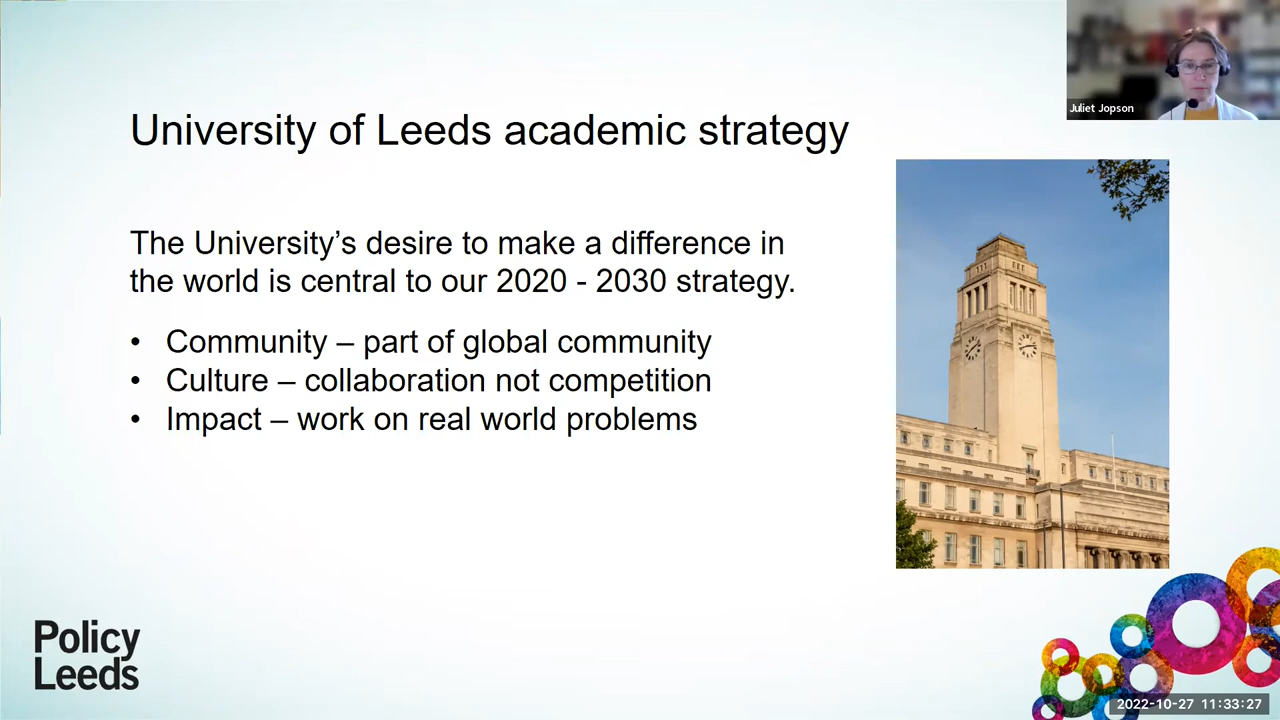 Juliet Jopson
University of Leeds academic strategy
The University’s desire to make a difference in
the world is central to our 2020 - 2030 strategy.
• Community – part of global community
• Culture – collaboration not competition
• Impact – work on real world problems
Policy
Leeds
2022-10-27 11:33:27